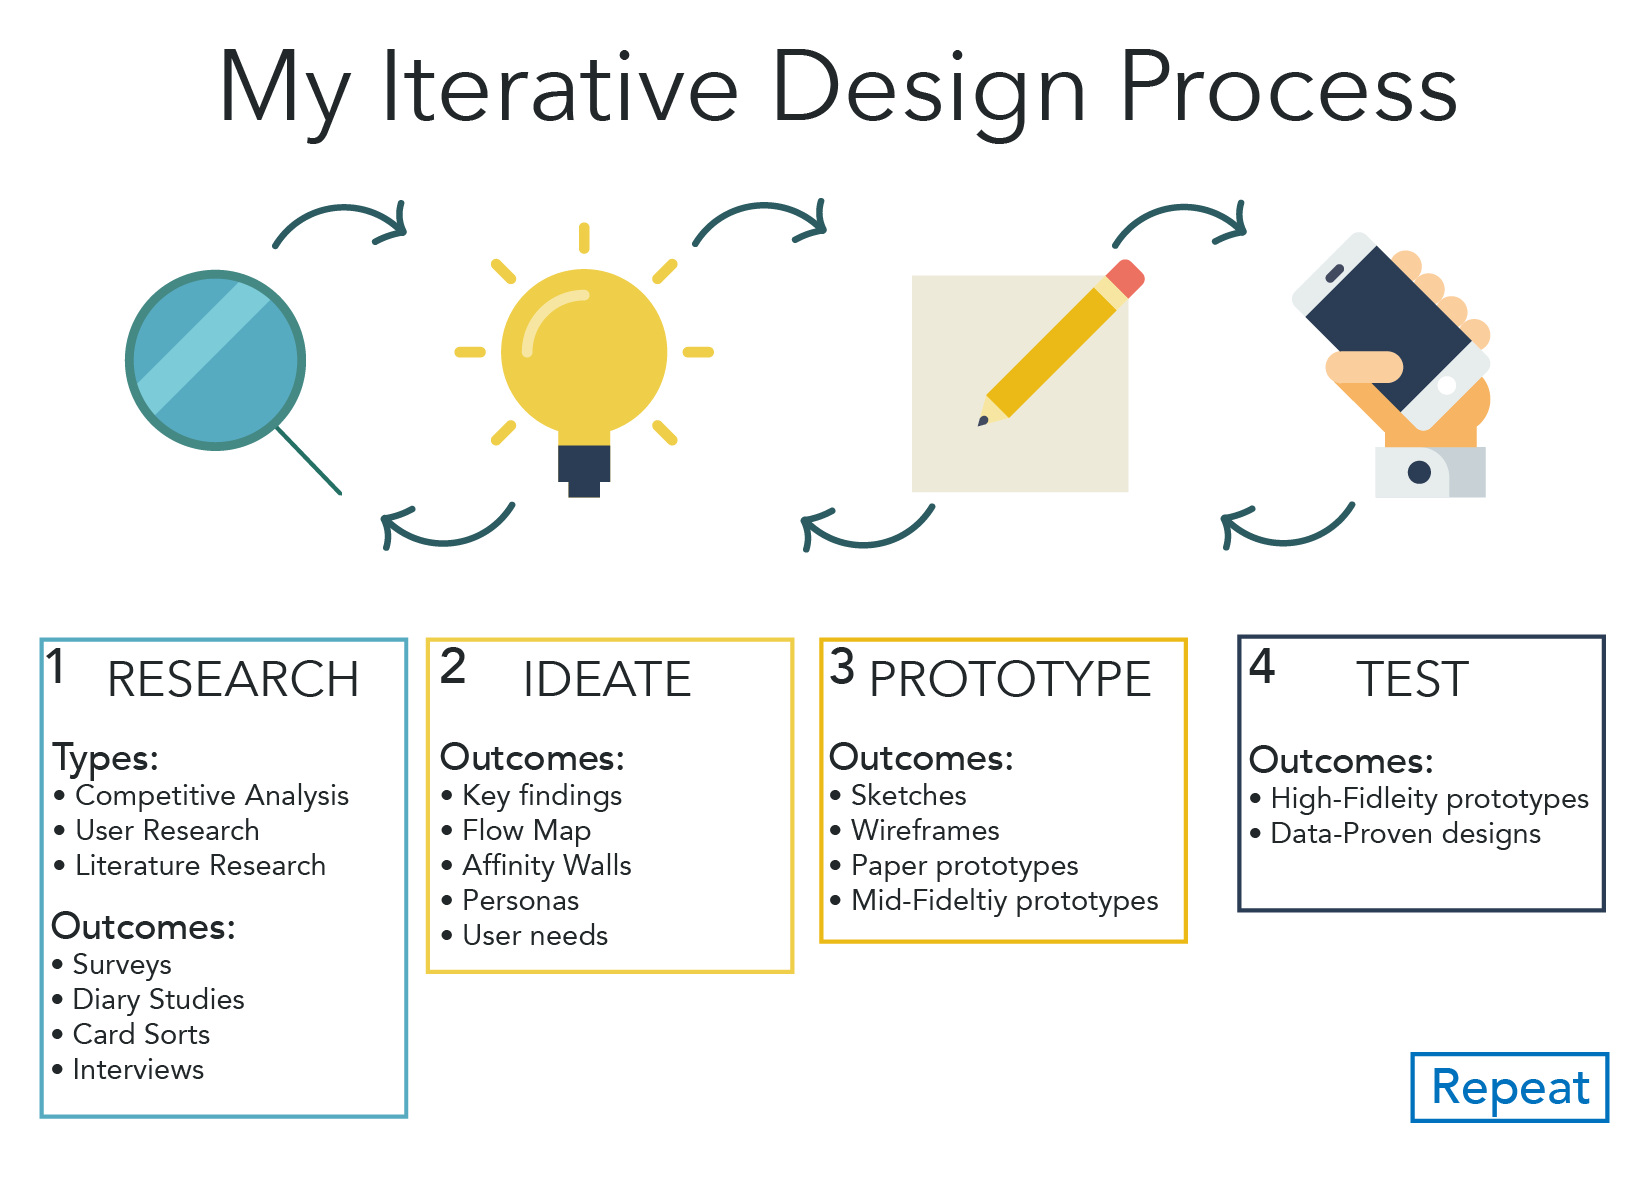 My Iterative Design Process
1 RESEARCH
Types:
• Competitive Analysis
• User Research
• Literature Research
Outcomes:
• Surveys
• Diary Studies
• Card Sorts
• Interviews
2 IDEATE
Outcomes:
• Key findings
• Flow Map
• Affinity Walls
• Personas
• User needs
3 PROTOTYPE
Outcomes:
• Sketches
• Wireframes
• Paper prototypes
• Mid-Fideltiy prototypes
4 TEST
Outcomes:
• High-Fidleity prototypes
• Data-Proven designs
Repeat